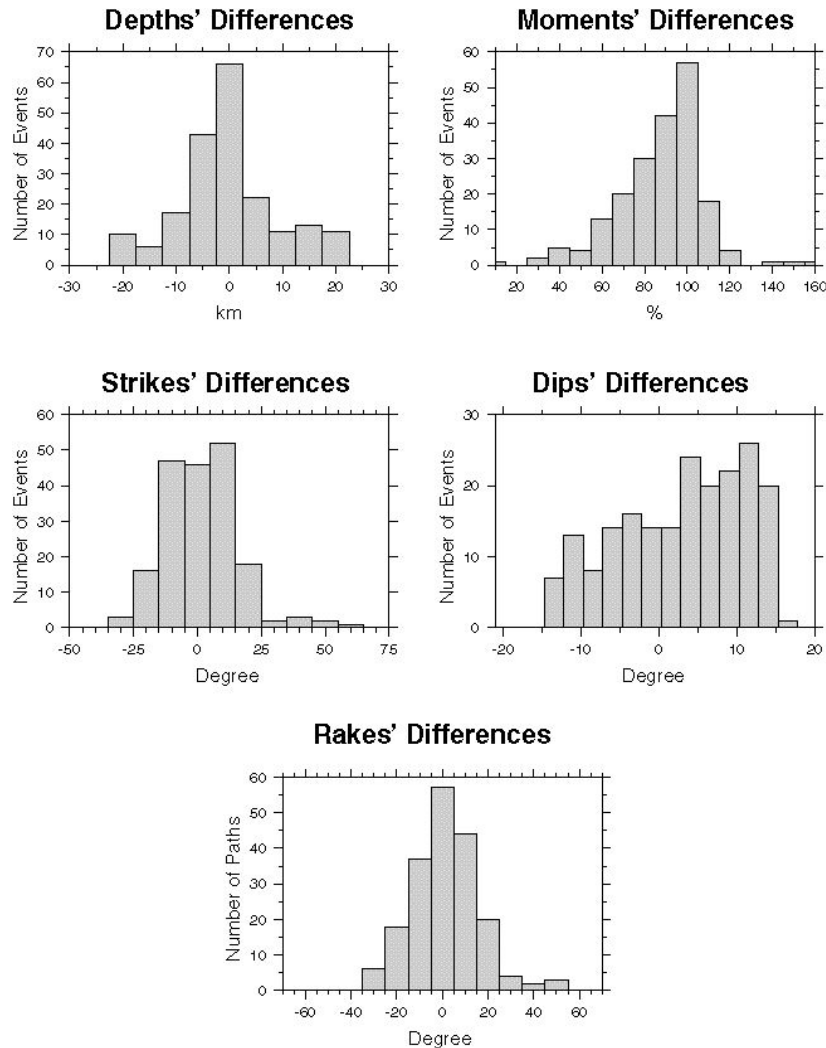 Depths' Differences
Number of Events
70
60
50
40
30
20
10
0
-30 -20 -10 0 10 20 30
km
Moments' Differences
Number of Events
60
50
40
30
20
10
0
20 40 60 80 100 120 140 160
%
Strikes' Differences
Number of Events
60
50
40
30
20
10
0
-50 -25 0 25 50 75
Degree
Dips' Differences
Number of Events
30
20
10
0
-20 -10 0 10 20
Degree
Rakes' Differences
Number of Paths
60
50
40
30
20
10
0
-60 -40 -20 0 20 40 60
Degree